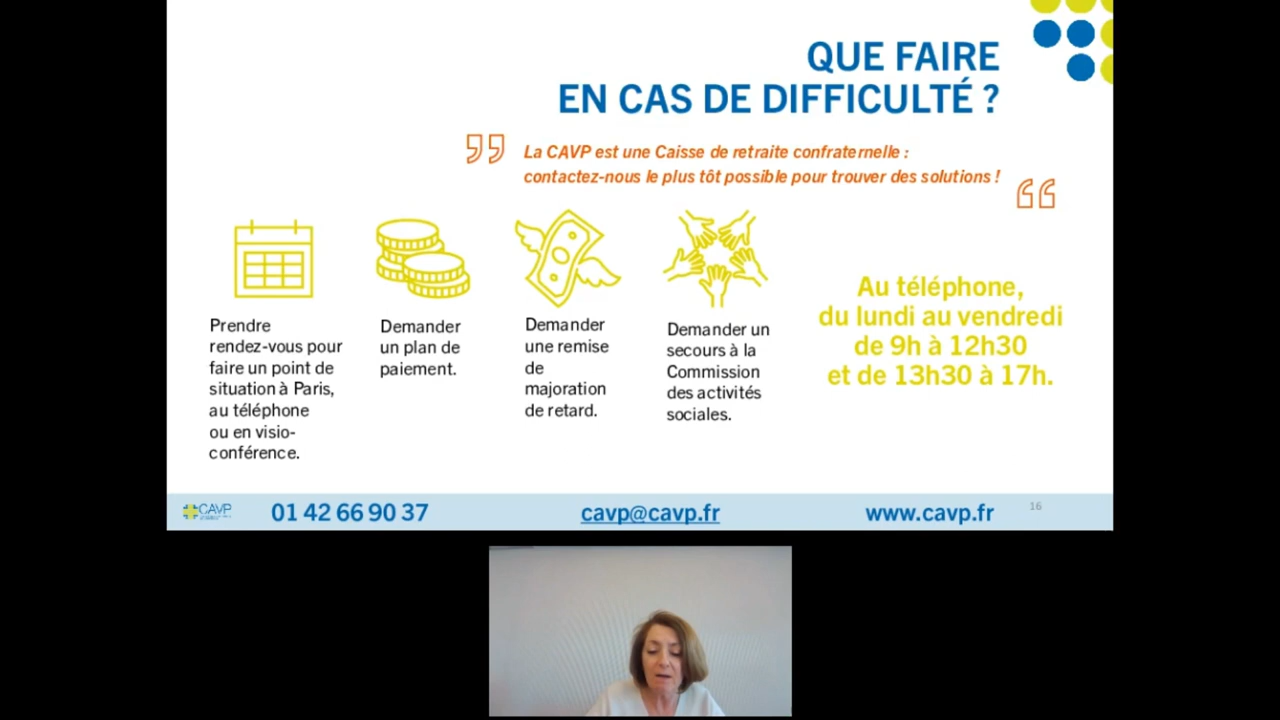 QUE FAIRE
EN CAS DE DIFFICULTÉ ?
La CAVP est une Caisse de retraite confraternelle :
contactez-nous le plus tôt possible pour trouver des solutions !
Prendre
rendez-vous pour
faire un point de
situation à Paris,
au téléphone
ou en visio-
conférence.
Demander
un plan de
paiement.
Demander
une remise
de
majoration
de retard.
Demander un
secours à la
Commission
des activités
sociales.
Au téléphone,
du lundi au vendredi
de 9h à 12h30
et de 13h30 à 17h.
CAVP
01 42 66 90 37
cavp@cavp.fr
www.cavp.fr
16